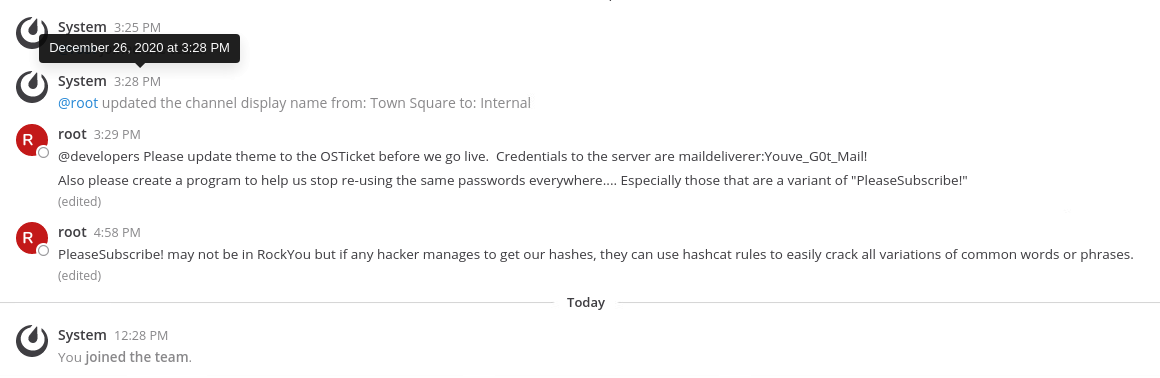 System 3:25 PM
December 26, 2020 at 3:28 PM
System 3:28 PM
@root updated the channel display name from: Town Square to: Internal
R
root 3:29 PM
@developers Please update theme to the OSTicket before we go live.  Credentials to the server are maildeliverer:Youve_G0t_Mail!
Also please create a program to help us stop re-using the same passwords everywhere.... Especially those that are a variant of "PleaseSubscribe!"
(edited)
R
root 4:58 PM
PleaseSubscribe! may not be in RockYou but if any hacker manages to get our hashes, they can use hashcat rules to easily crack all variations of common words or phrases.
(edited)
Today
System 12:28 PM
You joined the team.